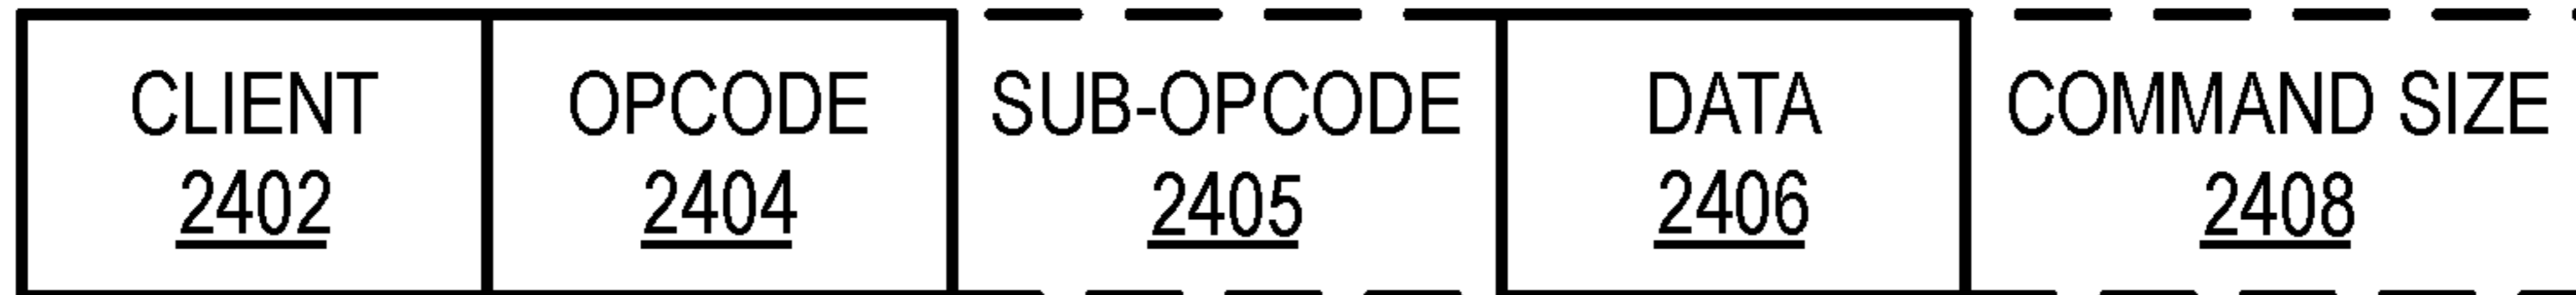 CLIENT OPCODE SUB-OPCODE DATA COMMAND SIZE
2402 2404 2405 2406 2408